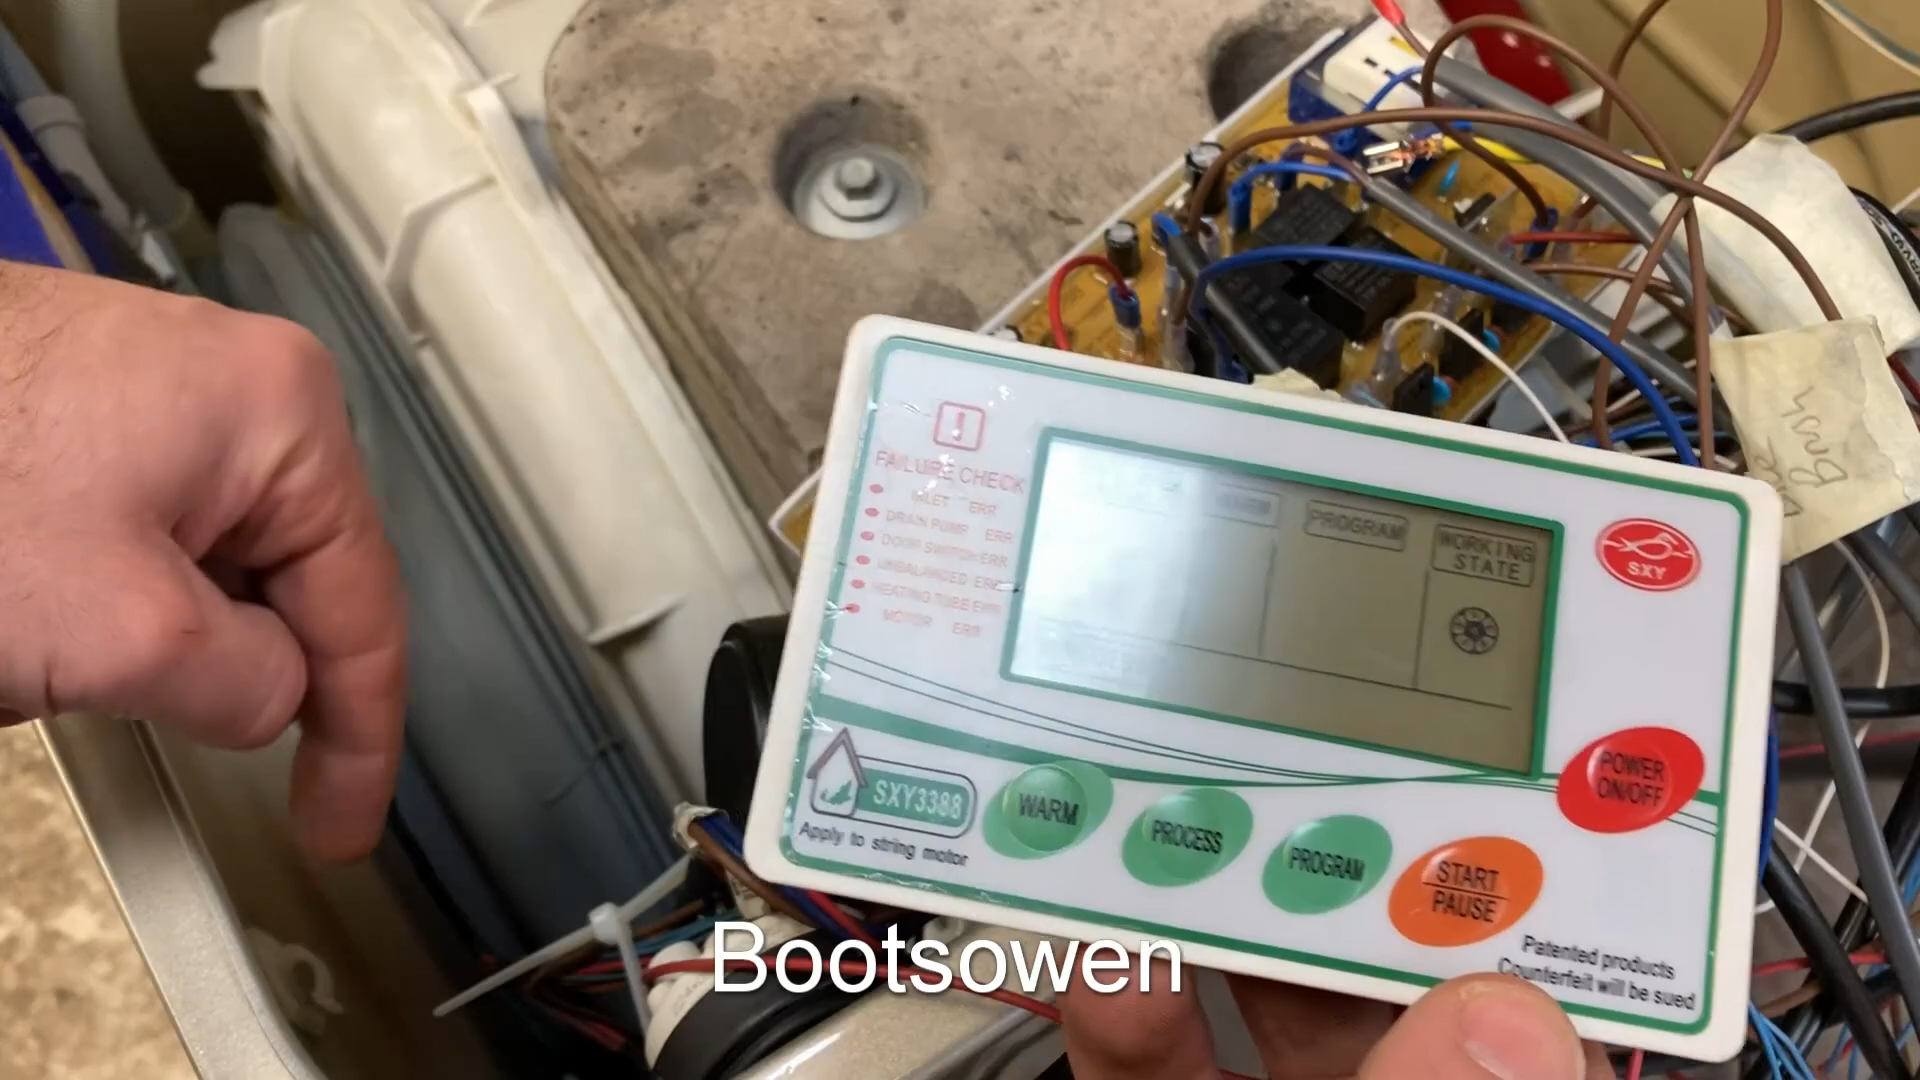 FAILURE CHECK
INLET ERR
DRAIN PUMP ERR
DOOR SWITCH ERR
UNBALANCED ERR
HEATING TUBE ERR
MOTOR ERR
WARM
PROGRAM
WORKING
STATE
SXY
POWER
ON/OFF
SXY3388
Apply to string motor
WARM
PROCESS
PROGRAM
START
PAUSE
Patented products
Counterfeit will be sued
Brush
Bootsowen